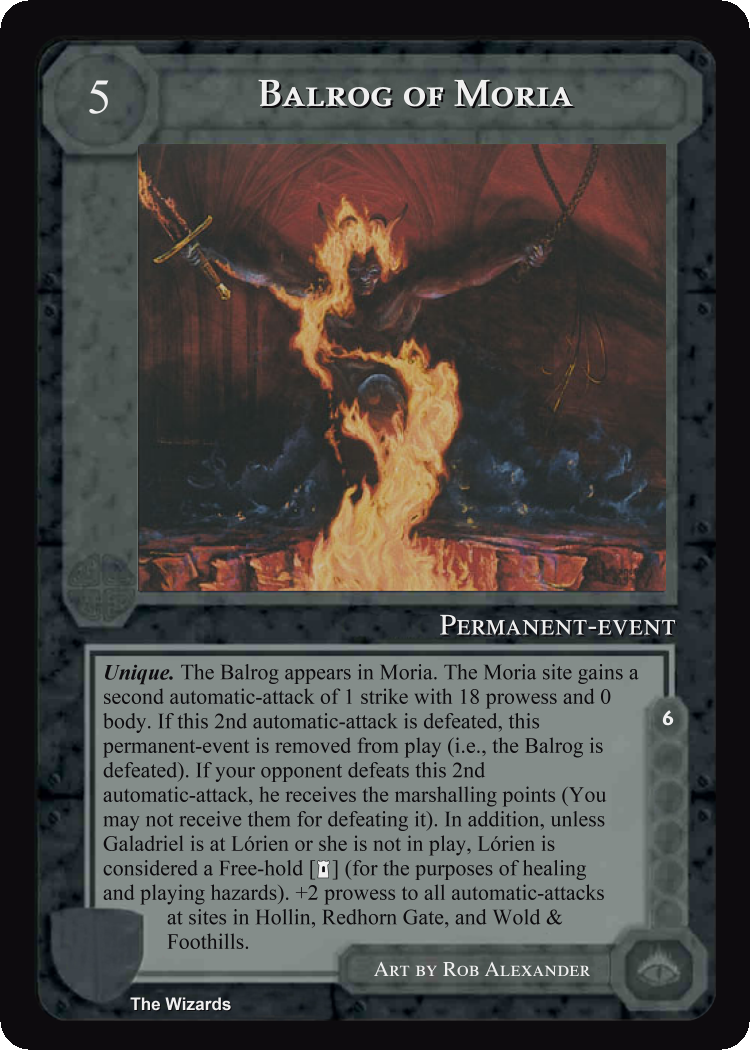 5
Balrog of Moria
Permanent-event
Unique. The Balrog appears in Moria. The Moria site gains a
second automatic-attack of 1 strike with 18 prowess and 0
body. If this 2nd automatic-attack is defeated, this
permanent-event is removed from play (i.e., the Balrog is
defeated). If your opponent defeats this 2nd
automatic-attack, he receives the marshalling points (You
may not receive them for defeating it). In addition, unless
Galadriel is at Lórien or she is not in play, Lórien is
considered a Free-hold [] (for the purposes of healing
and playing hazards). +2 prowess to all automatic-attacks
at sites in Hollin, Redhorn Gate, and Wold &
Foothills.
6
Art by Rob Alexander
The Wizards